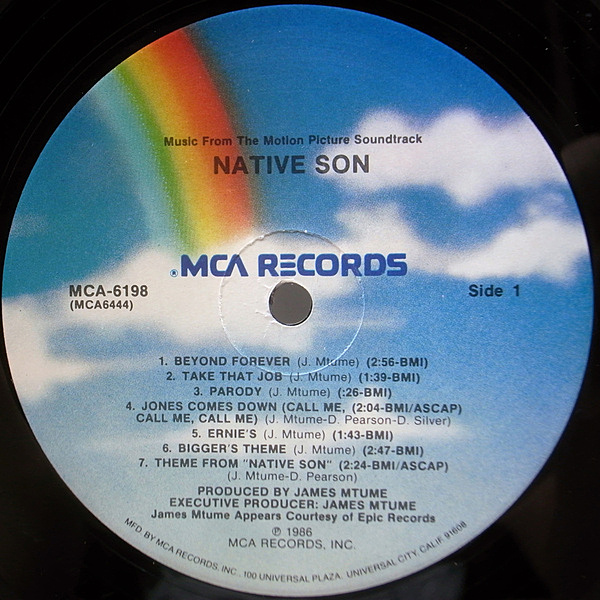 Music From The Motion Picture Soundtrack
NATIVE SON
® MCA RECORDS
MCA-6198
(MCA6444)
Side 1
1. BEYOND FOREVER (J. Mtume) (2:56-BMI)
2. TAKE THAT JOB (J. Mtume) (1:39-BMI)
3. PARODY (J. Mtume) (:26-BMI)
4. JONES COMES DOWN (CALL ME, (2:04-BMI/ASCAP)
CALL ME, CALL ME) (J. Mtume-D. Pearson-D. Silver)
5. ERNIE'S (J. Mtume) (1:43-BMI)
6. BIGGER'S THEME (J. Mtume) (2:47-BMI)
7. THEME FROM "NATIVE SON" (2:24-BMI/ASCAP)
(J. Mtume-D. Pearson)
PRODUCED BY JAMES MTUME
EXECUTIVE PRODUCER: JAMES MTUME
James Mtume Appears Courtesy of Epic Records
℗ 1986
MCA RECORDS, INC.
MFD. BY MCA RECORDS, INC., 100 UNIVERSAL PLAZA, UNIVERSAL CITY, CALIF. 91608